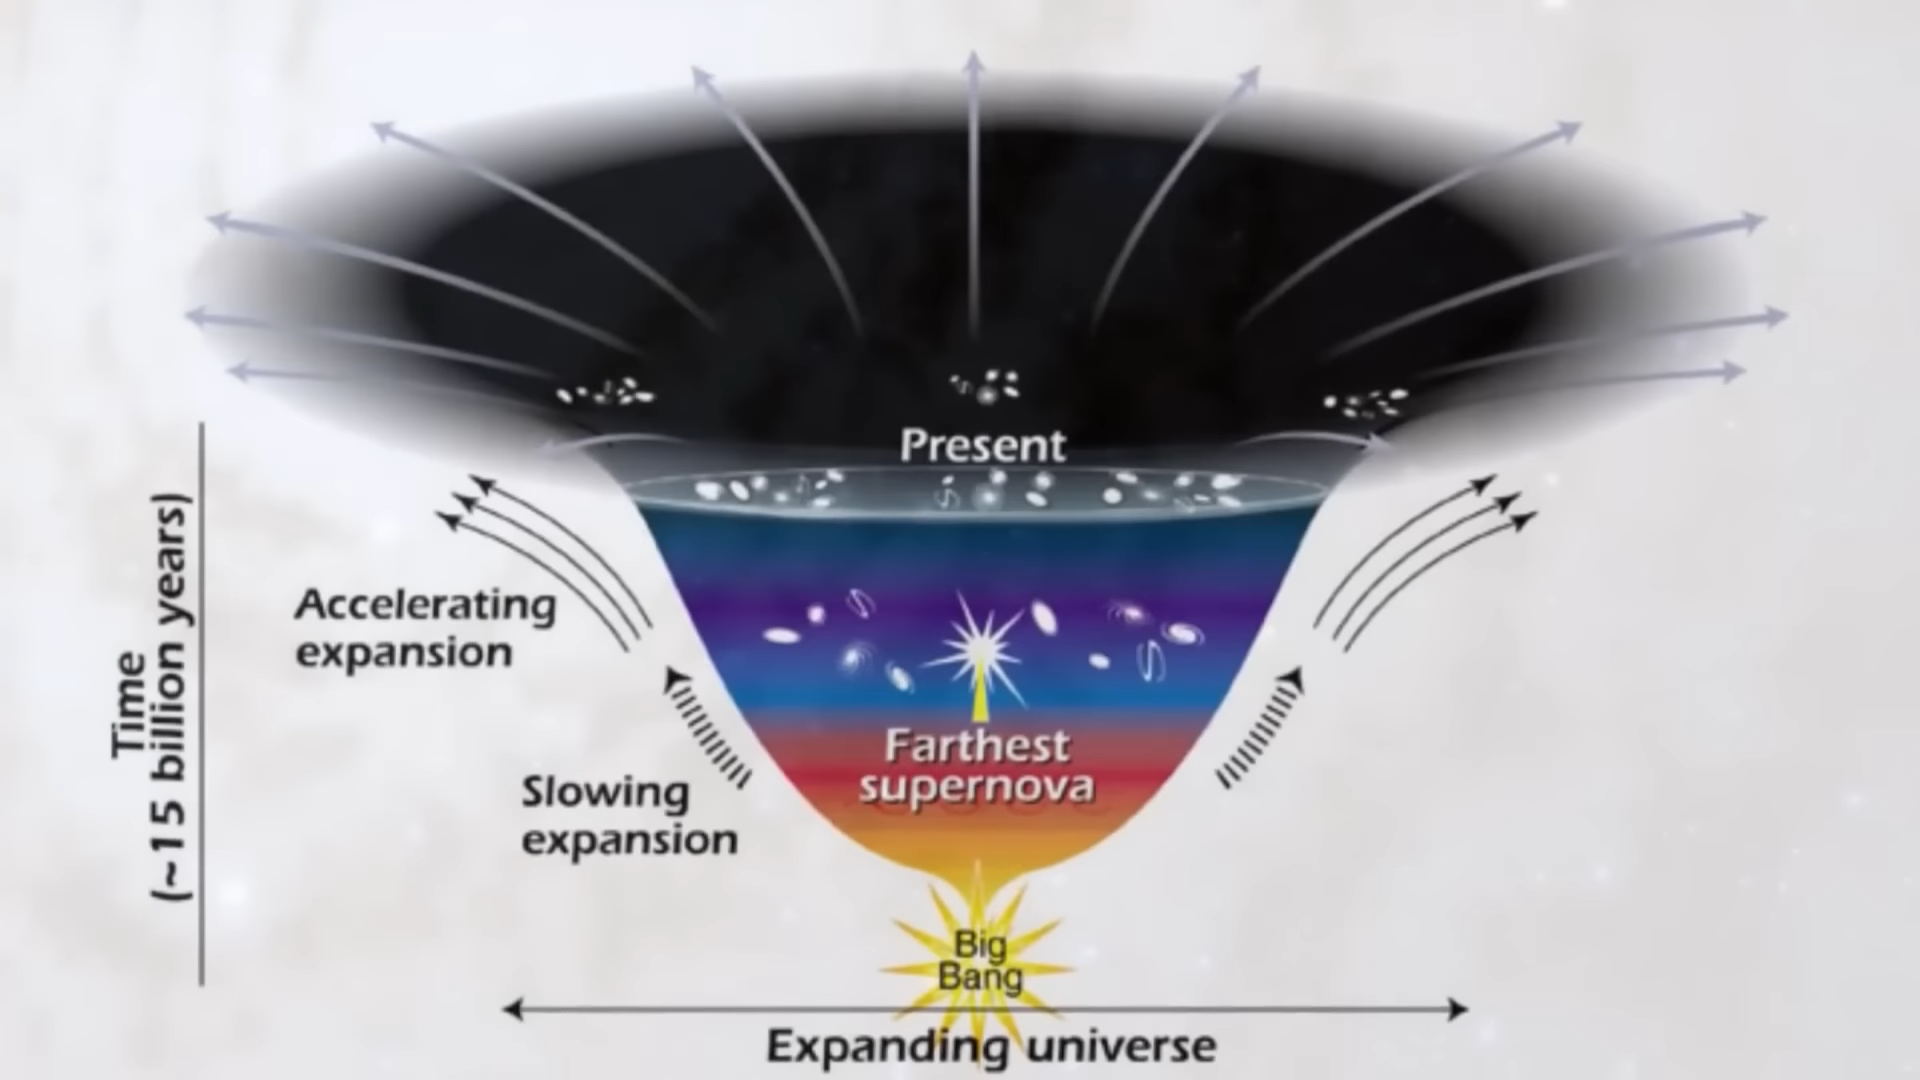 Present
Time
(~15 billion years)
Accelerating
expansion
Farthest
supernova
Slowing
expansion
Big
Bang
Expanding universe